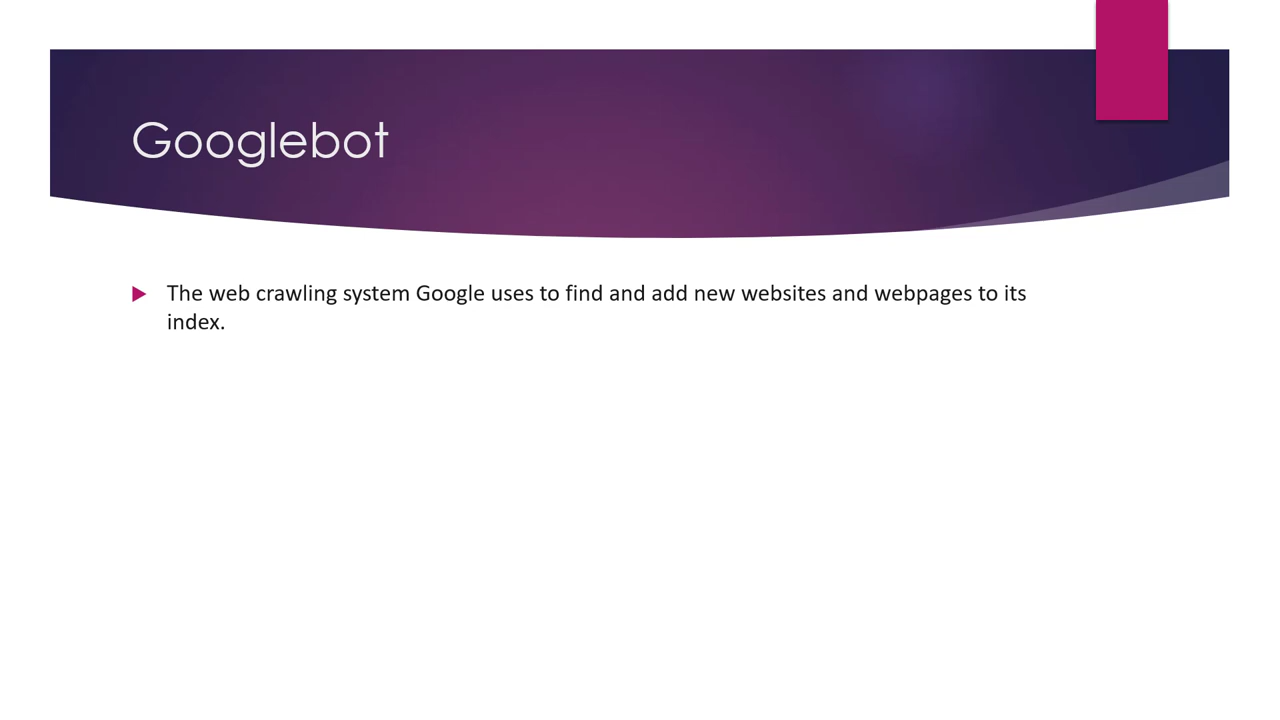 Googlebot
The web crawling system Google uses to find and add new websites and webpages to its
index.